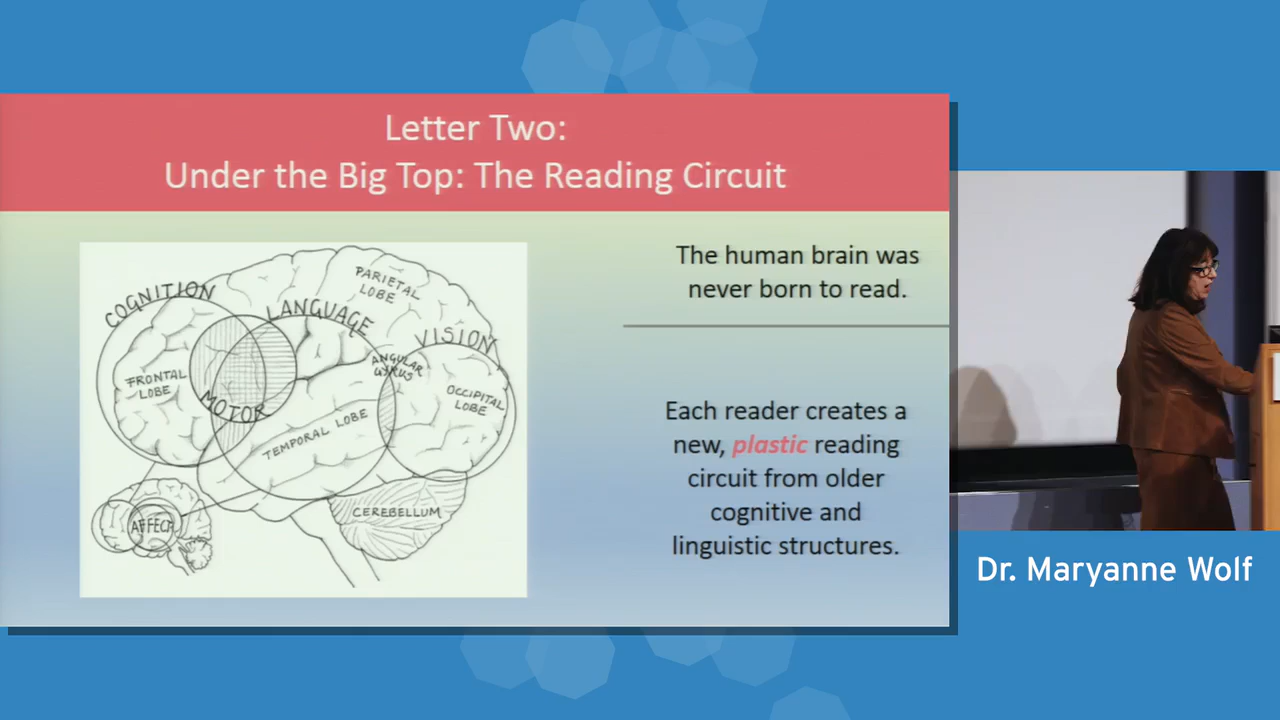 Letter Two:
Under the Big Top: The Reading Circuit
COGNITION
LANGUAGE
PARIETAL
LOBE
VISION
ANGULAR
GYRUS
FRONTAL
LOBE
MOTOR
TEMPORAL LOBE
OCCIPITAL
LOBE
AFFECT
CEREBELLUM
The human brain was
never born to read.
Each reader creates a
new, plastic reading
circuit from older
cognitive and
linguistic structures.
Dr. Maryanne Wolf